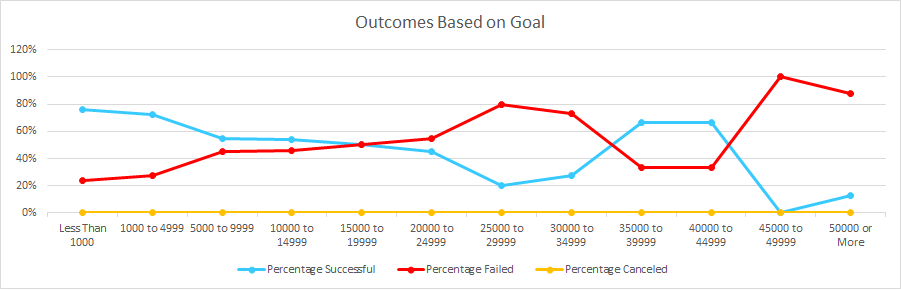 Outcomes Based on Goal
120%
100%
80%
60%
40%
20%
0%
Less Than 1000
1000 to 4999
5000 to 9999
10000 to 14999
15000 to 19999
20000 to 24999
25000 to 29999
30000 to 34999
35000 to 39999
40000 to 44999
45000 to 49999
50000 or More
Percentage Successful
Percentage Failed
Percentage Canceled